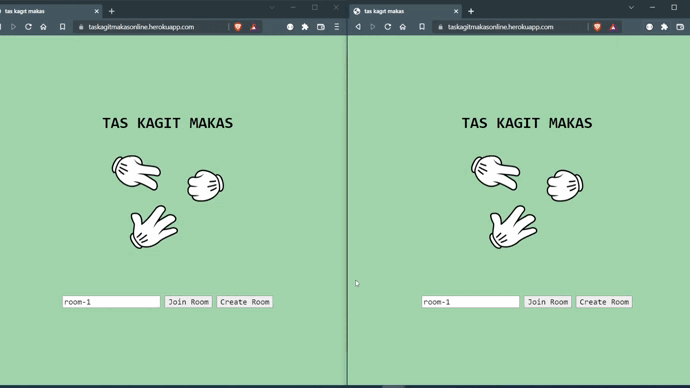 tas kagit makas
taskagitmakasonline.herokuapp.com
TAS KAGIT MAKAS
room-1
Join Room
Create Room
tas kagit makas
taskagitmakasonline.herokuapp.com
TAS KAGIT MAKAS
room-1
Join Room
Create Room